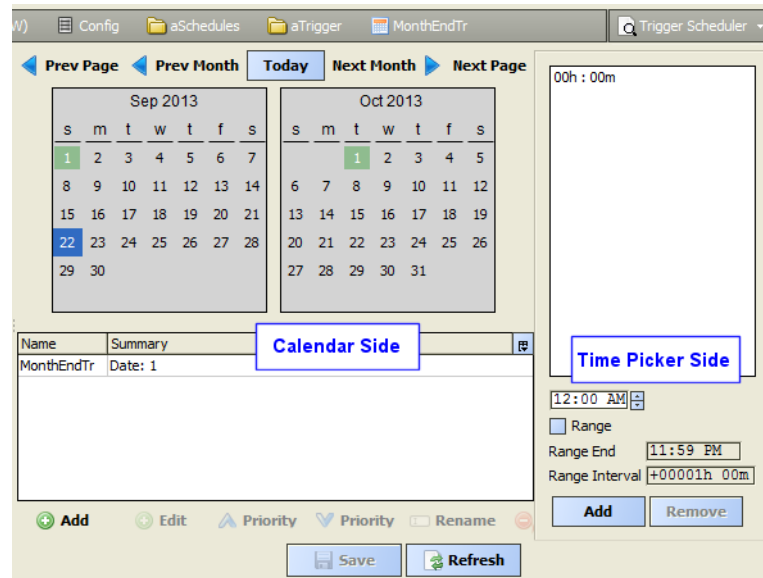 W) Config aSchedules aTrigger MonthEndTr Trigger Scheduler
Prev Page Prev Month Today Next Month Next Page
Sep 2013
s m t w t f s
1 2 3 4 5 6 7
8 9 10 11 12 13 14
15 16 17 18 19 20 21
22 23 24 25 26 27 28
29 30
Oct 2013
s m t w t f s
1 2 3 4 5
6 7 8 9 10 11 12
13 14 15 16 17 18 19
20 21 22 23 24 25 26
27 28 29 30 31
Name Summary
MonthEndTr Date: 1
Calendar Side
Add Edit Priority Priority Rename
Save Refresh
00h : 00m
Time Picker Side
12:00 AM
Range
Range End 11:59 PM
Range Interval +00001h 00m
Add Remove